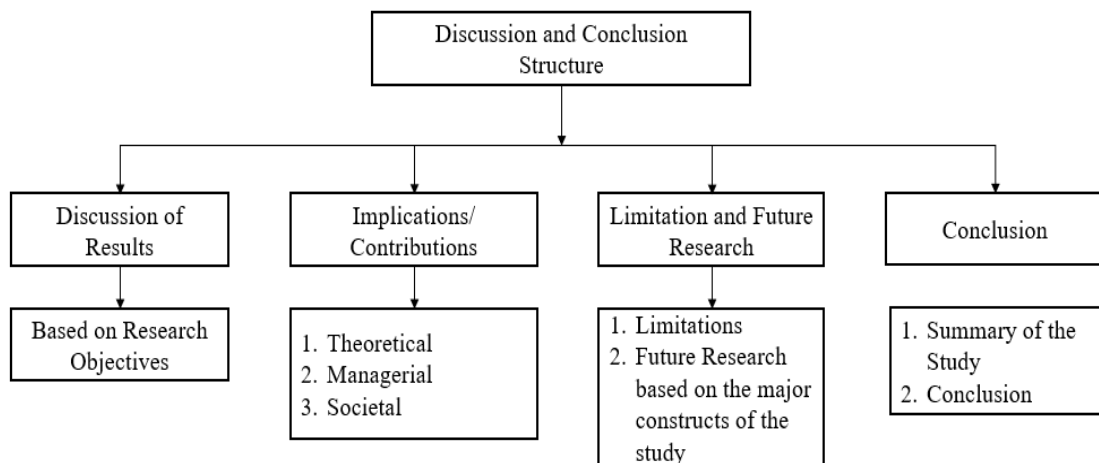 Discussion and Conclusion
Structure
Discussion of
Results
Implications/
Contributions
Limitation and Future
Research
Conclusion
Based on Research
Objectives
1. Theoretical
2. Managerial
3. Societal
1. Limitations
2. Future Research
based on the major
constructs of the
study
1. Summary of the
Study
2. Conclusion